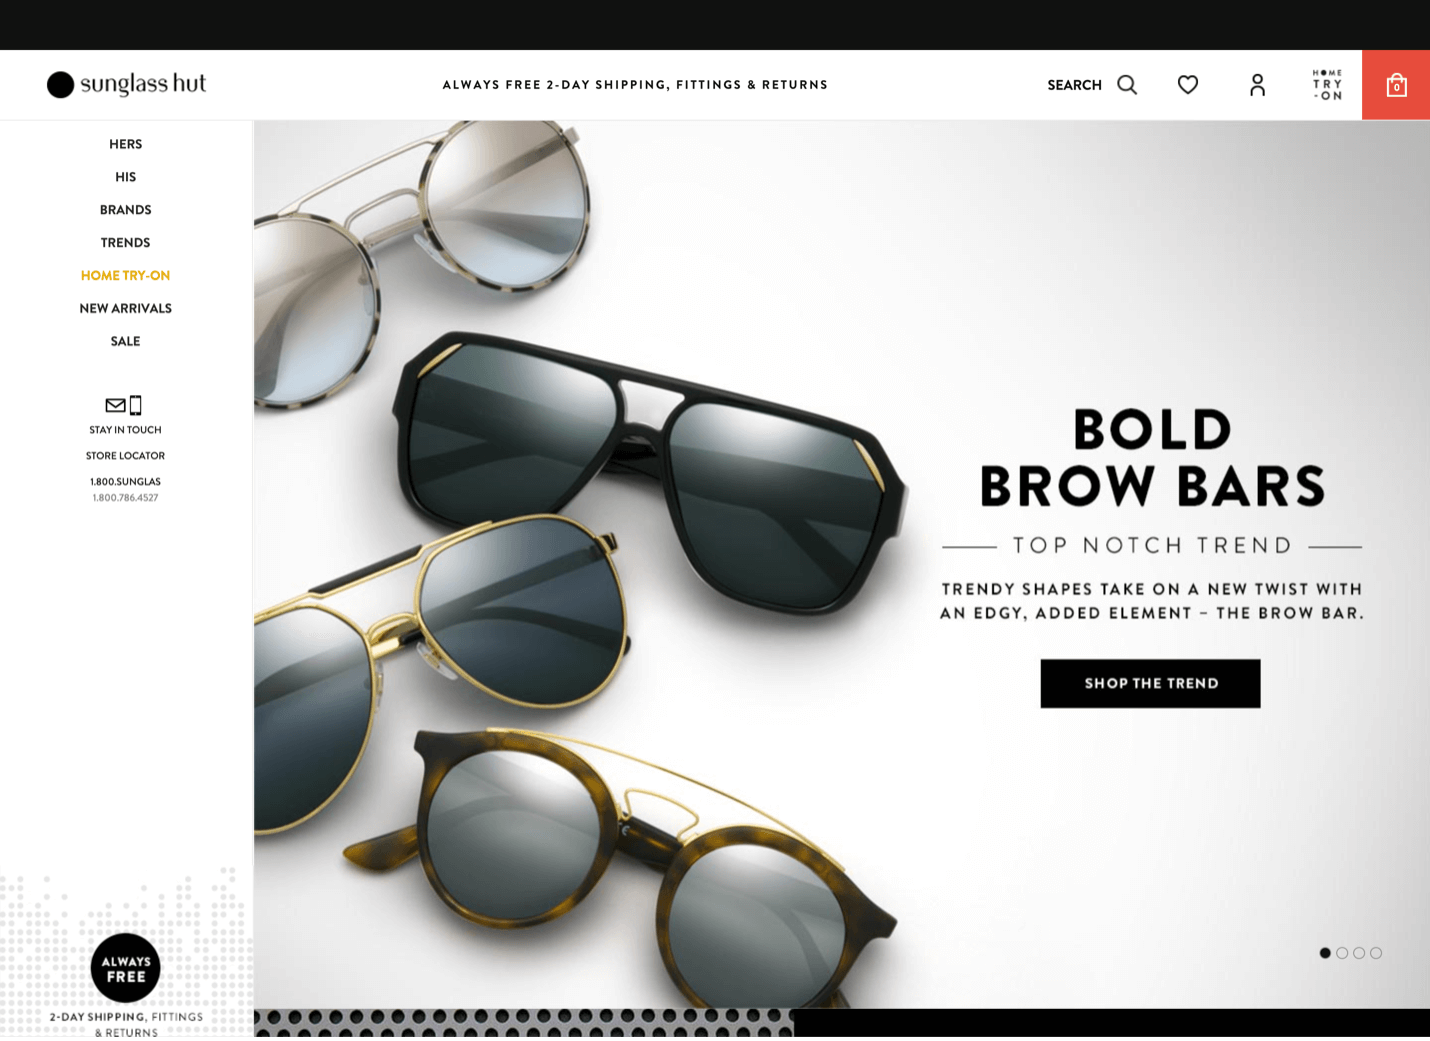 sunglass hut
ALWAYS FREE 2-DAY SHIPPING, FITTINGS & RETURNS
SEARCH
HOME
TRY
-ON
0
HERS
HIS
BRANDS
TRENDS
HOME TRY-ON
NEW ARRIVALS
SALE
STAY IN TOUCH
STORE LOCATOR
1.800.SUNGLAS
1.800.786.4527
BOLD
BROW BARS
TOP NOTCH TREND
TRENDY SHAPES TAKE ON A NEW TWIST WITH
AN EDGY, ADDED ELEMENT – THE BROW BAR.
SHOP THE TREND
ALWAYS
FREE
2-DAY SHIPPING, FITTINGS
& RETURNS